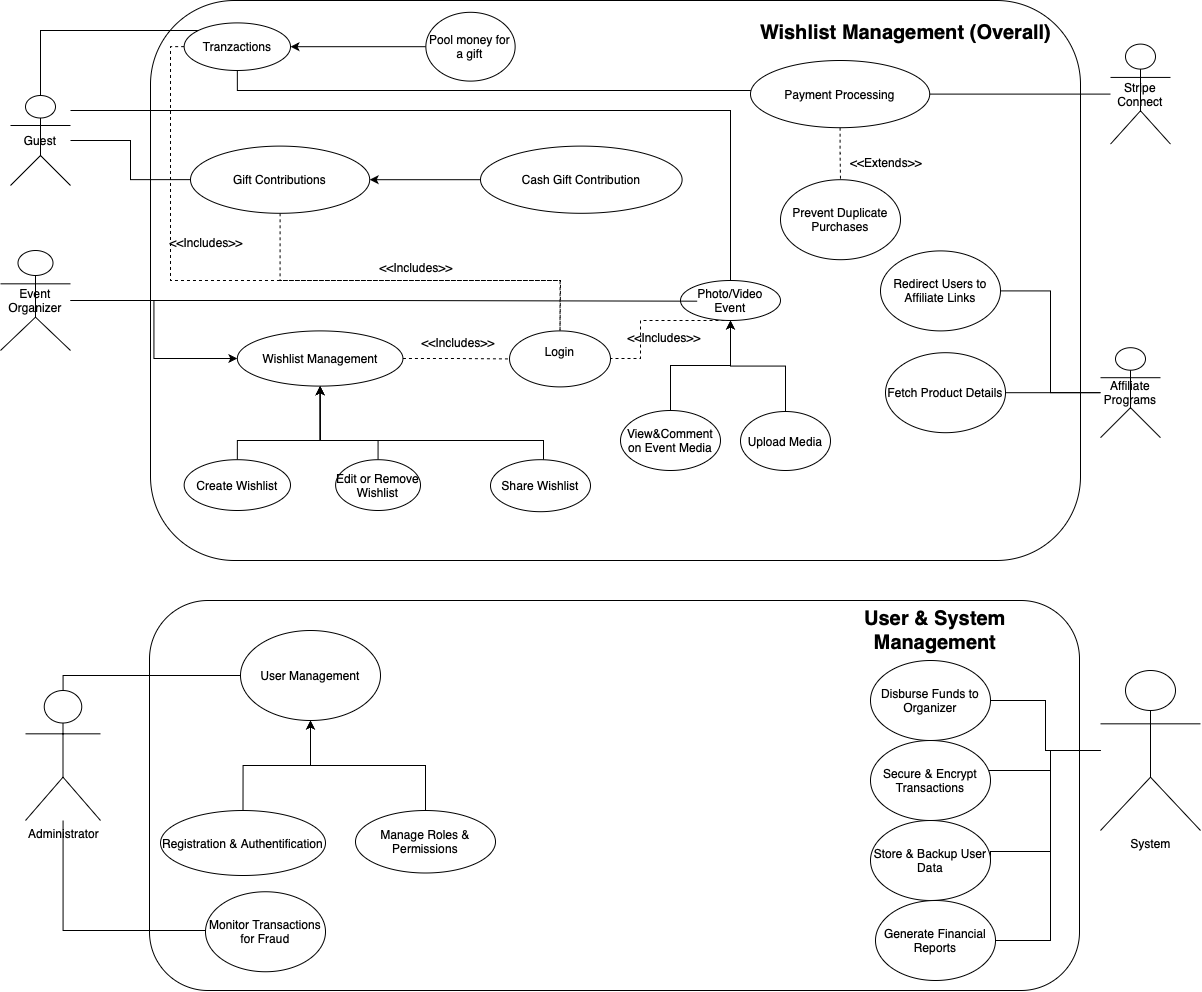 Wishlist Management (Overall)
Tranzactions
Pool money for
a gift
Payment Processing
Stripe
Connect
Guest
<<Extends>>
Gift Contributions
Cash Gift Contribution
Prevent Duplicate
Purchases
<<Includes>>
<<Includes>>
Event
Organizer
Photo/Video
Event
Redirect Users to
Affiliate Links
<<Includes>>
<<Includes>>
Wishlist Management
Login
Fetch Product Details
Affiliate
Programs
View&Comment
on Event Media
Upload Media
Create Wishlist
Edit or Remove
Wishlist
Share Wishlist
User & System
Management
User Management
Disburse Funds to
Organizer
Secure & Encrypt
Transactions
Administrator
Registration & Authentification
Manage Roles &
Permissions
Store & Backup User
Data
System
Monitor Transactions
for Fraud
Generate Financial
Reports